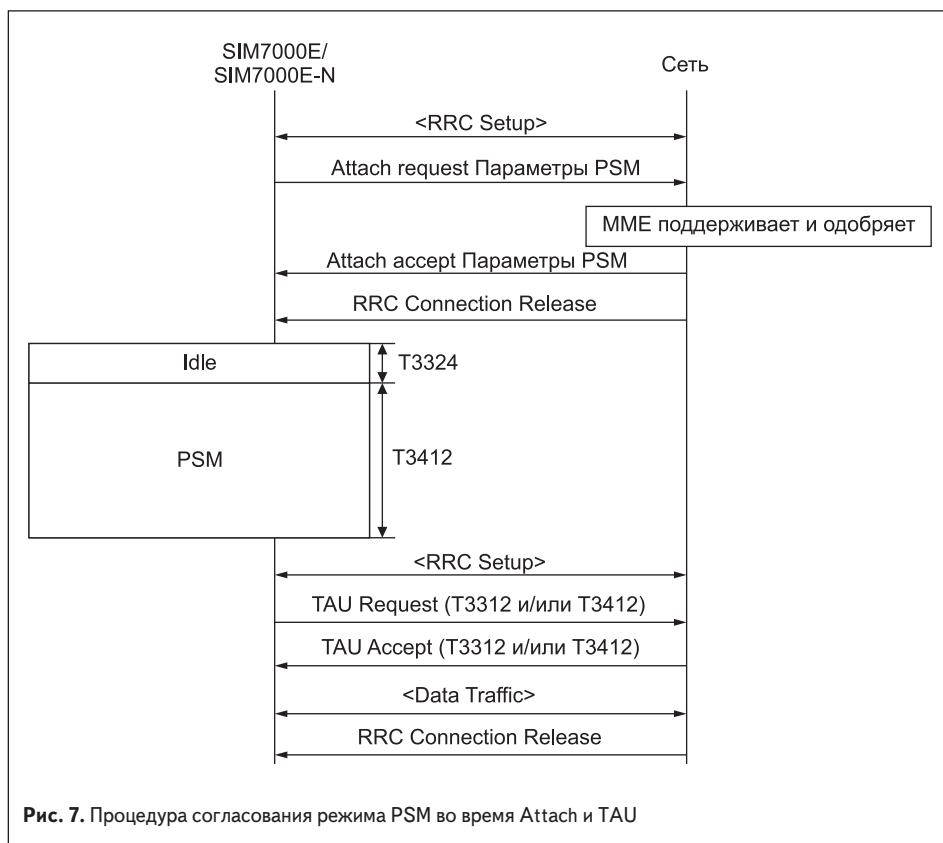 SIM7000E/
SIM7000E-N
Сеть
<RRC Setup>
Attach request Параметры PSM
MME поддерживает и одобряет
Attach accept Параметры PSM
RRC Connection Release
Idle
T3324
PSM
T3412
<RRC Setup>
TAU Request (T3312 и/или T3412)
TAU Accept (T3312 и/или T3412)
<Data Traffic>
RRC Connection Release
Рис. 7. Процедура согласования режима PSM во время Attach и TAU